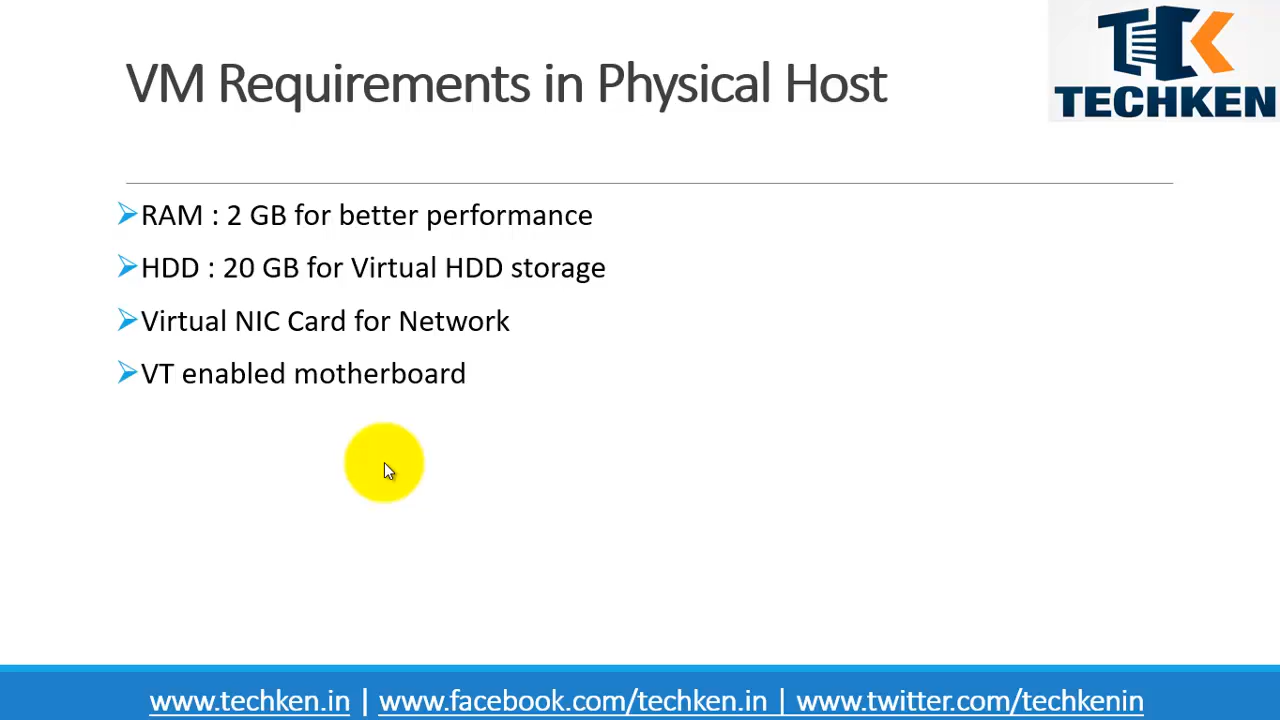 VM Requirements in Physical Host
TECHKEN
RAM : 2 GB for better performance
HDD : 20 GB for Virtual HDD storage
Virtual NIC Card for Network
VT enabled motherboard
www.techken.in | www.facebook.com/techken.in | www.twitter.com/techkenin